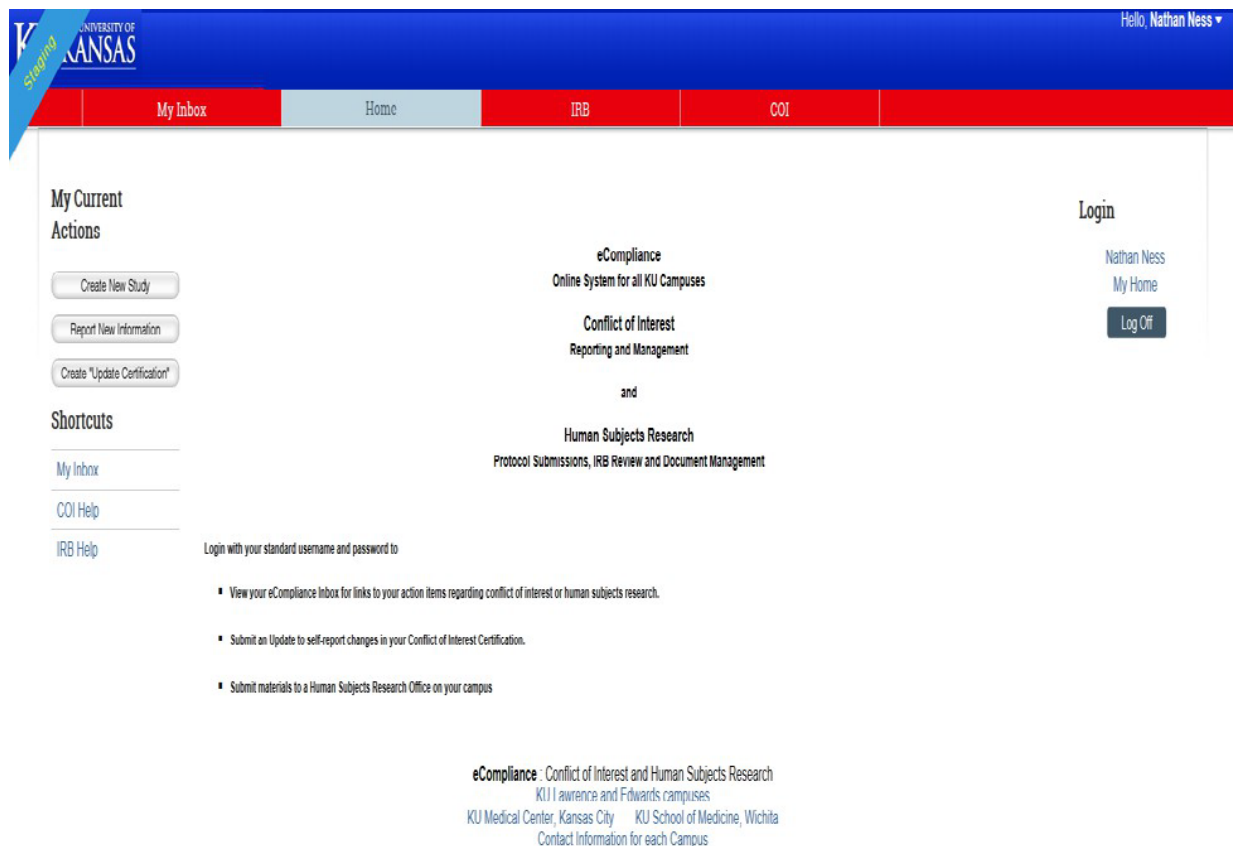 Hello, Nathan Ness
UNIVERSITY OF
KANSAS
Staging
My Inbox
Home
IRB
COI
My Current
Actions
Create New Study
Report New Information
Create "Update Certification"
Shortcuts
My Inbox
COI Help
IRB Help
eCompliance
Online System for all KU Campuses
Conflict of Interest
Reporting and Management
and
Human Subjects Research
Protocol Submissions, IRB Review and Document Management
Login with your standard username and password to
View your eCompliance Inbox for links to your action items regarding conflict of interest or human subjects research.
Submit an Update to self-report changes in your Conflict of Interest Certification.
Submit materials to a Human Subjects Research Office on your campus
Login
Nathan Ness
My Home
Log Off
eCompliance : Conflict of Interest and Human Subjects Research
KU Lawrence and Edwards campuses
KU Medical Center, Kansas City KU School of Medicine, Wichita
Contact Information for each Campus